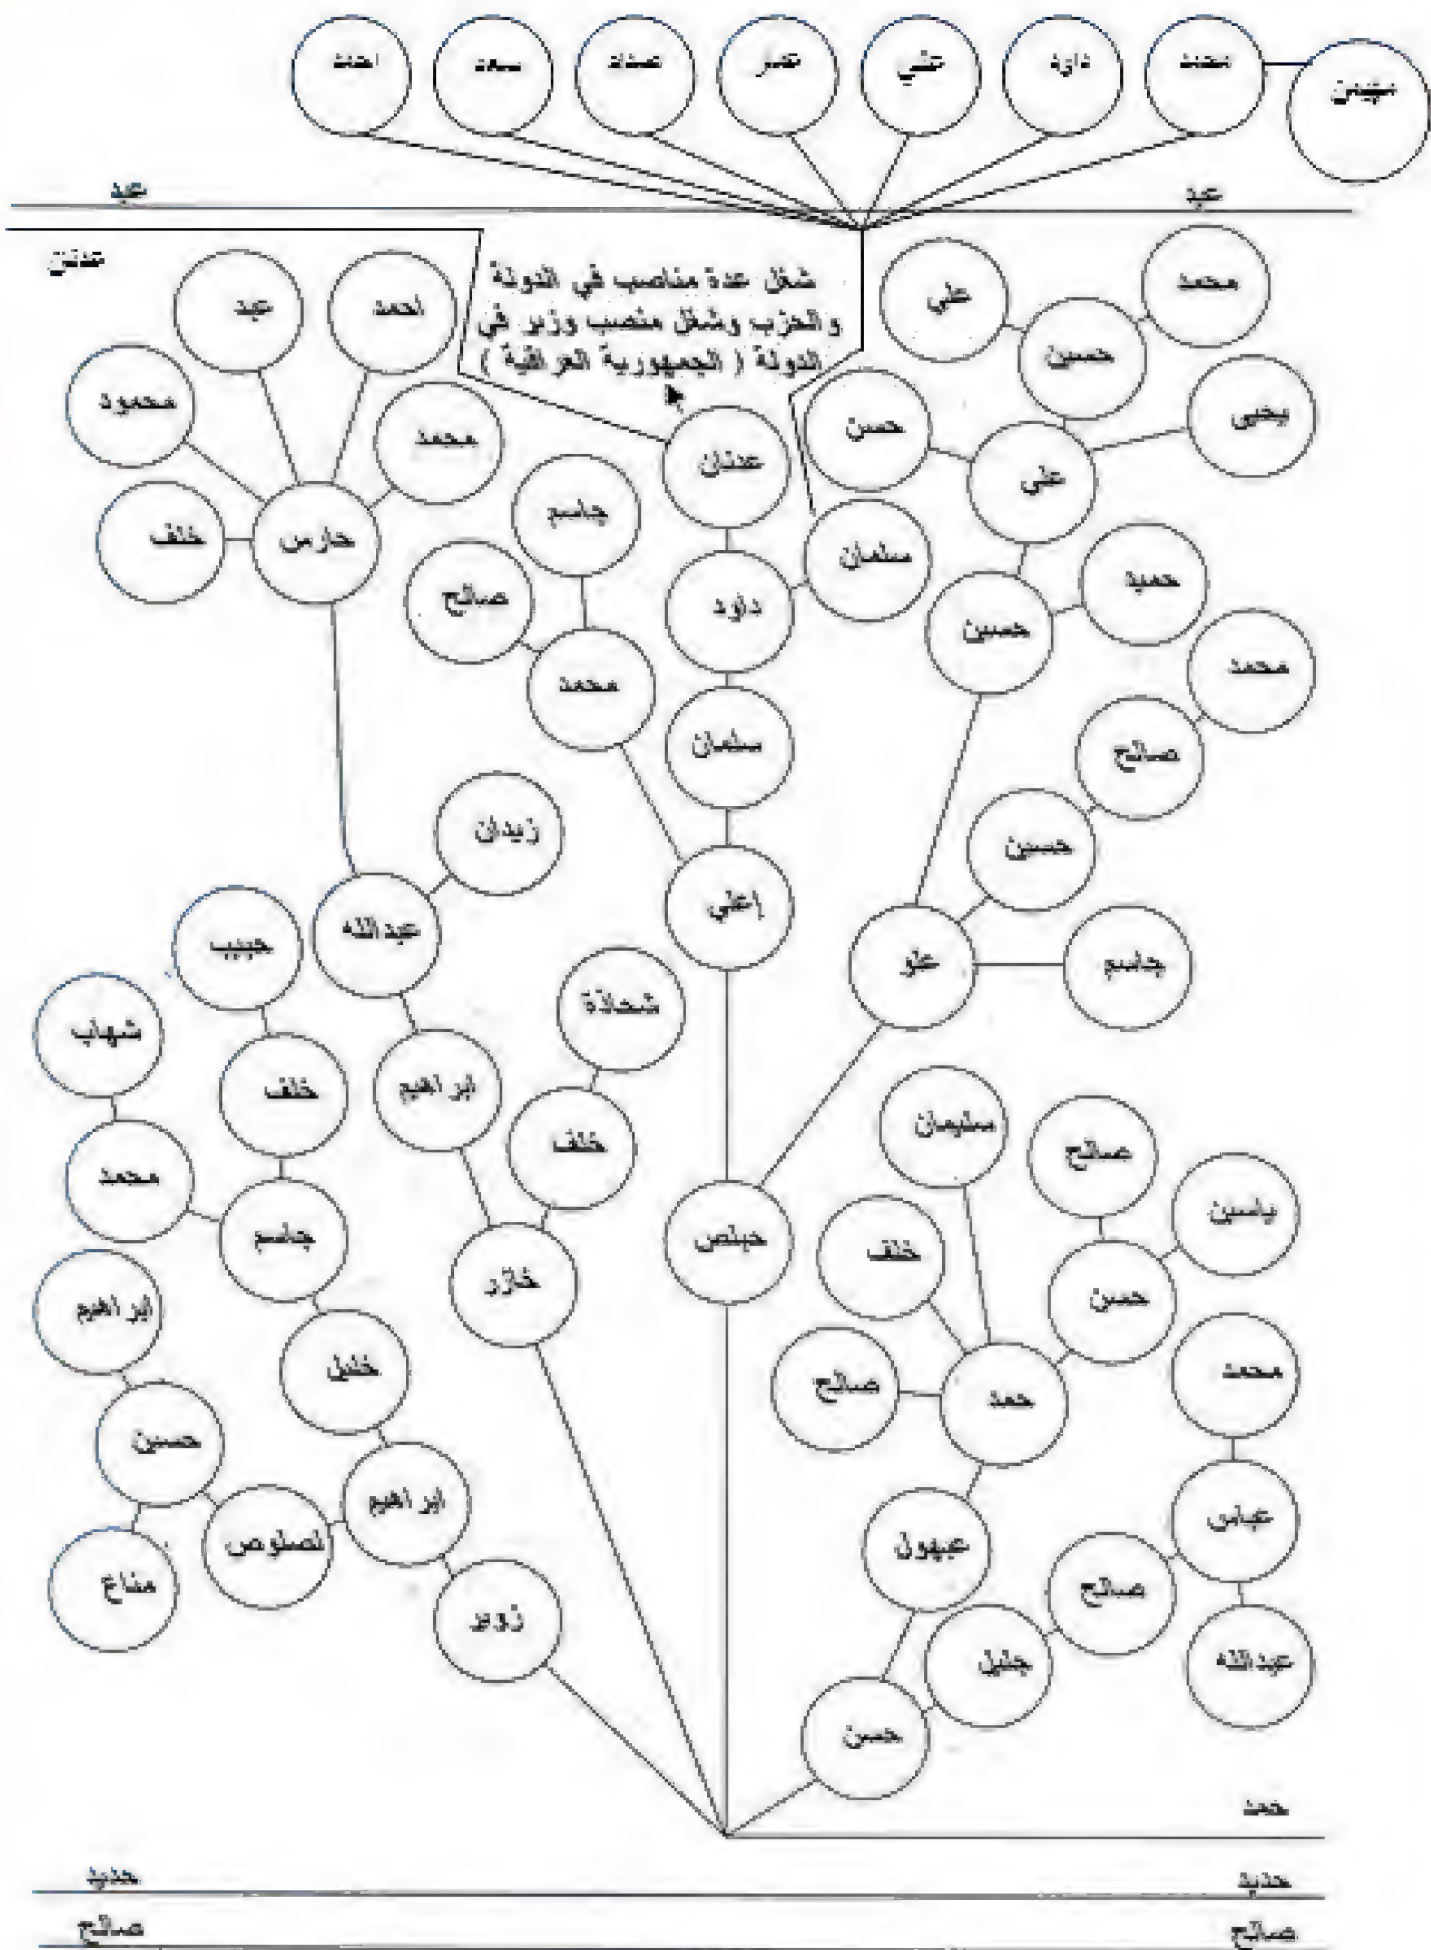 مهيمن
محمد
داود
علي
عمر
صدام
سعد
احمد
عبد
عبد
عدنان
شغل عدة مناصب في الدولة
والحزب وشغل منصب وزير في
الدولة ( الجمهورية العراقية )
محمد
علي
حسين
يحيى
حسن
علي
احمد
عبد
محمود
محمد
خلف
حارس
عدنان
جاسم
صالح
محمد
سلمان
داود
سلمان
حميد
حسين
محمد
صالح
حسين
جاسم
علو
إعلي
زيدان
عبدالله
حبيب
شهاب
خلف
ابراهيم
شحاذة
خلف
محمد
جاسم
خازر
حبلص
سليمان
صالح
ياسين
خلف
حسن
صالح
حمد
محمد
ابراهيم
خليل
حسين
ابراهيم
لصلوص
مناع
زوير
عبهول
عباس
صالح
جليل
عبدالله
حسن
حمد
حديد
حديد
صالح
صالح